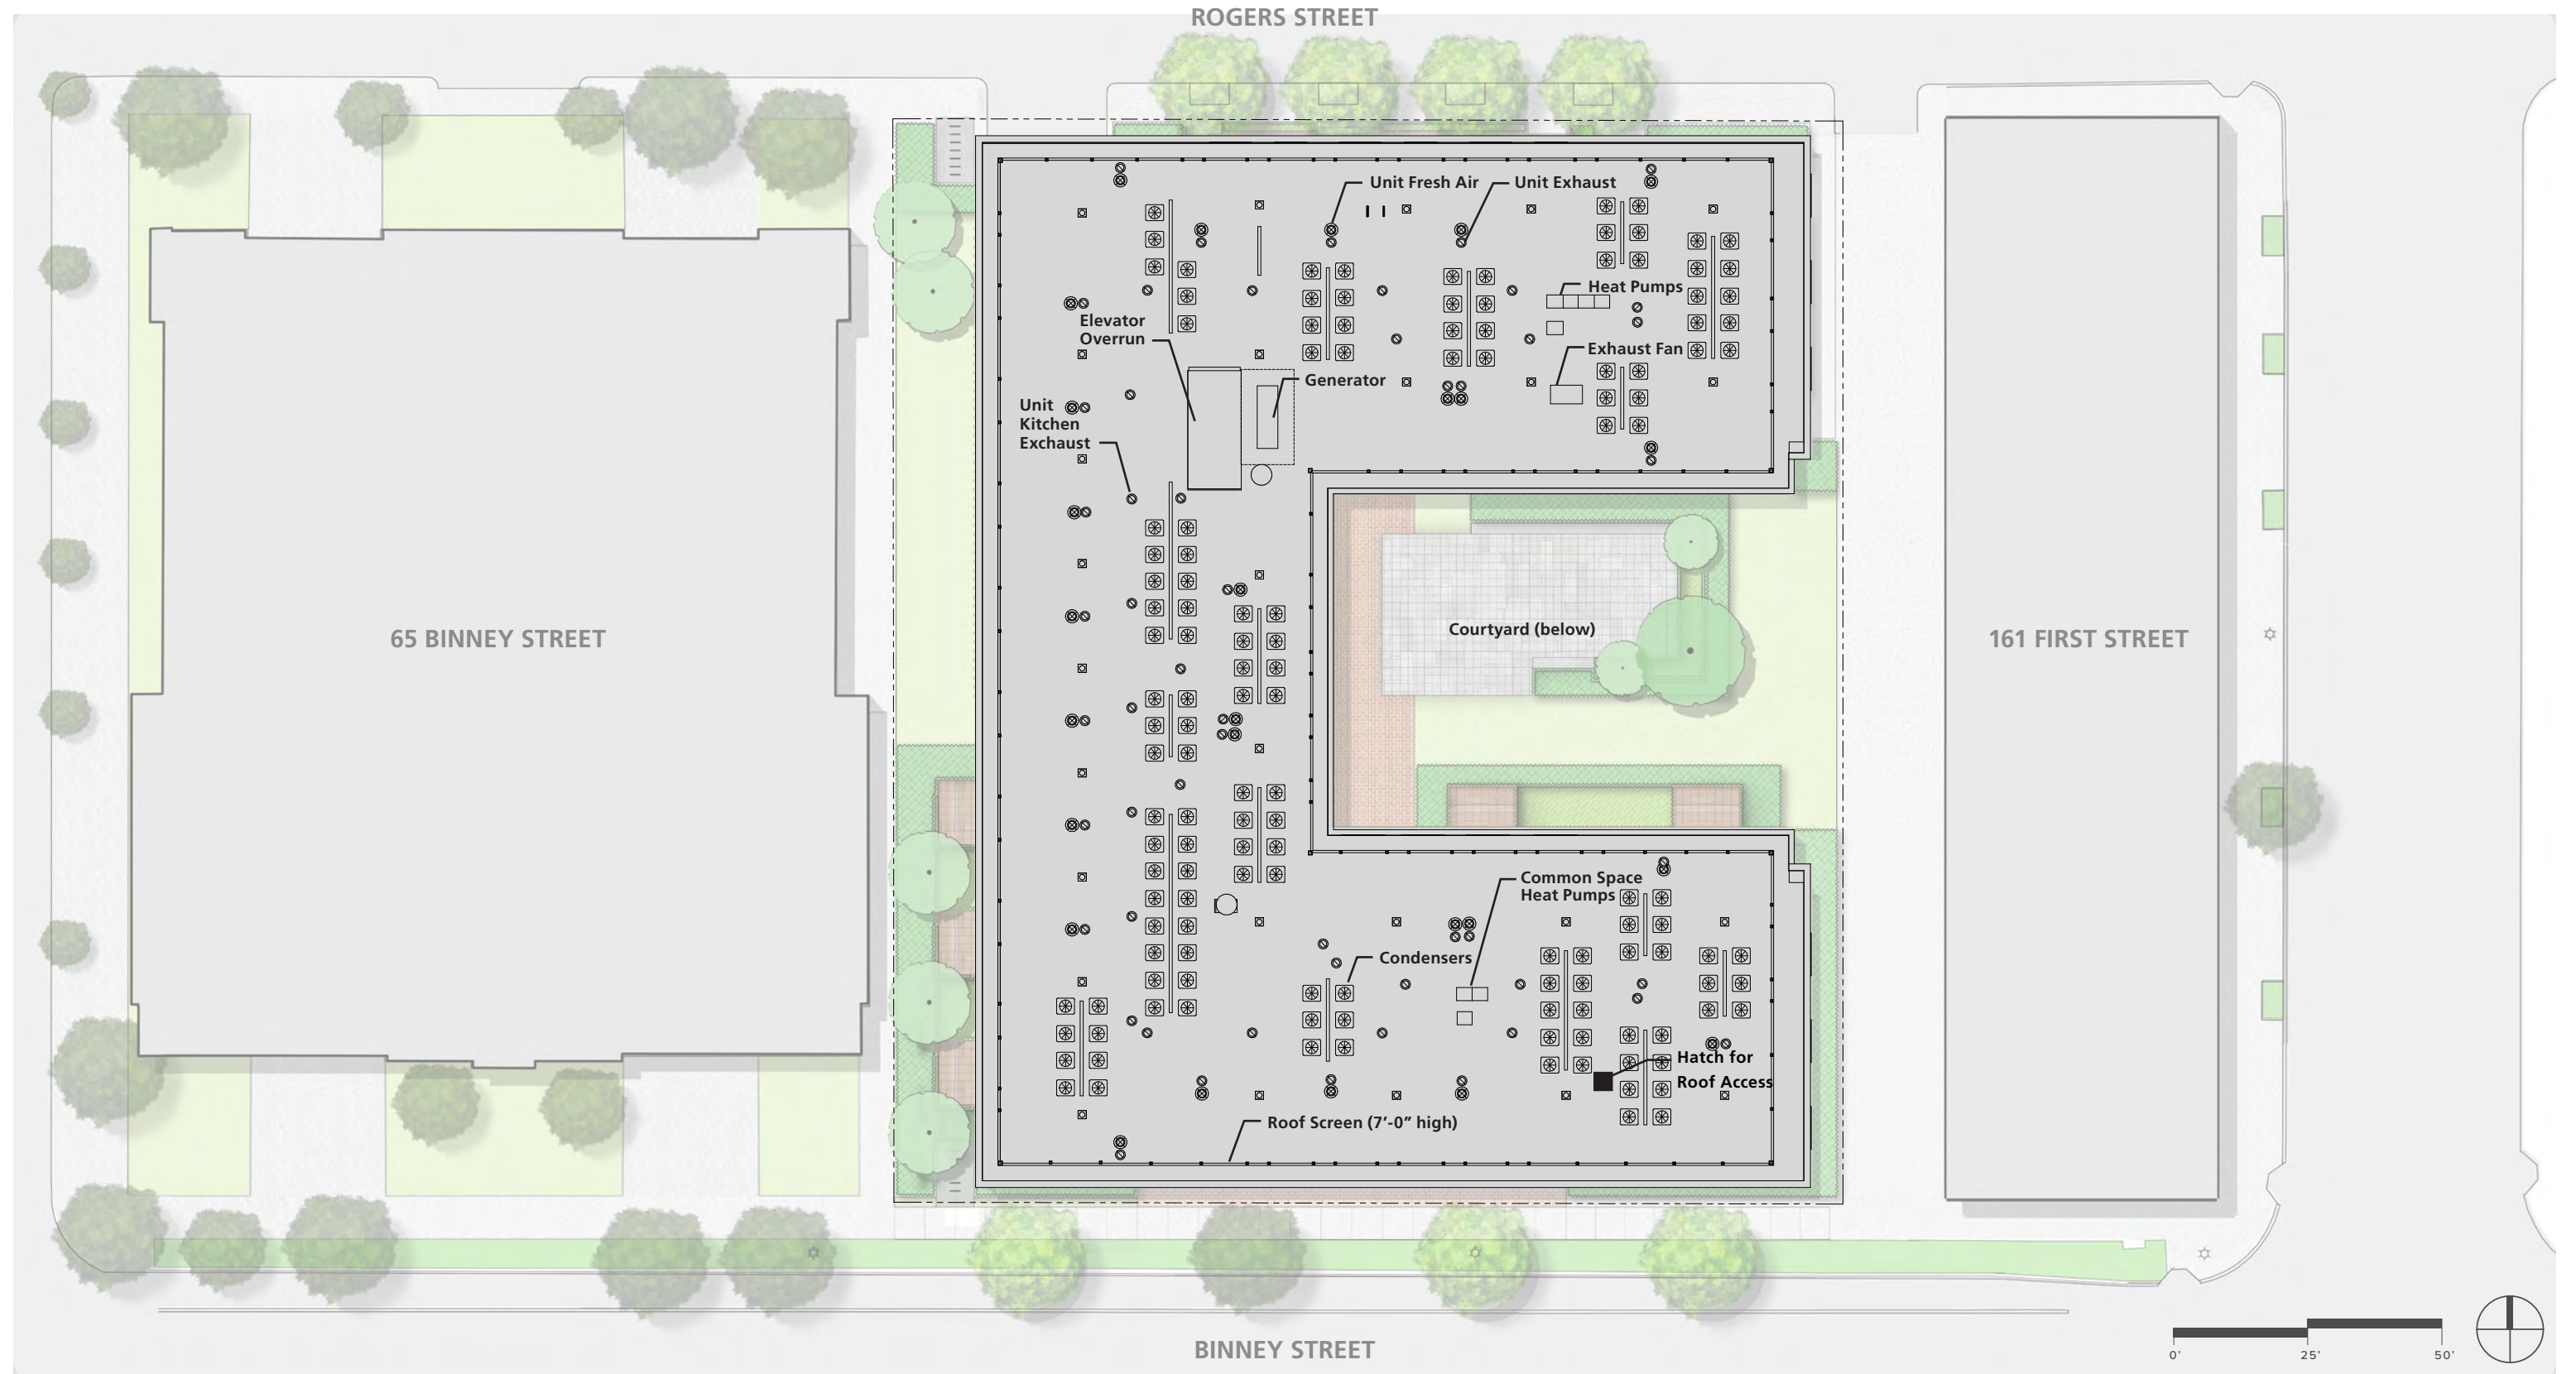 ROGERS STREET
Unit Fresh Air
Unit Exhaust
Heat Pumps
Elevator
Overrun
Exhaust Fan
Generator
Unit
Kitchen
Exchaust
65 BINNEY STREET
Courtyard (below)
161 FIRST STREET
Common Space
Heat Pumps
Condensers
Hatch for
Roof Access
Roof Screen (7’-0” high)
BINNEY STREET
0’ 25’ 50’